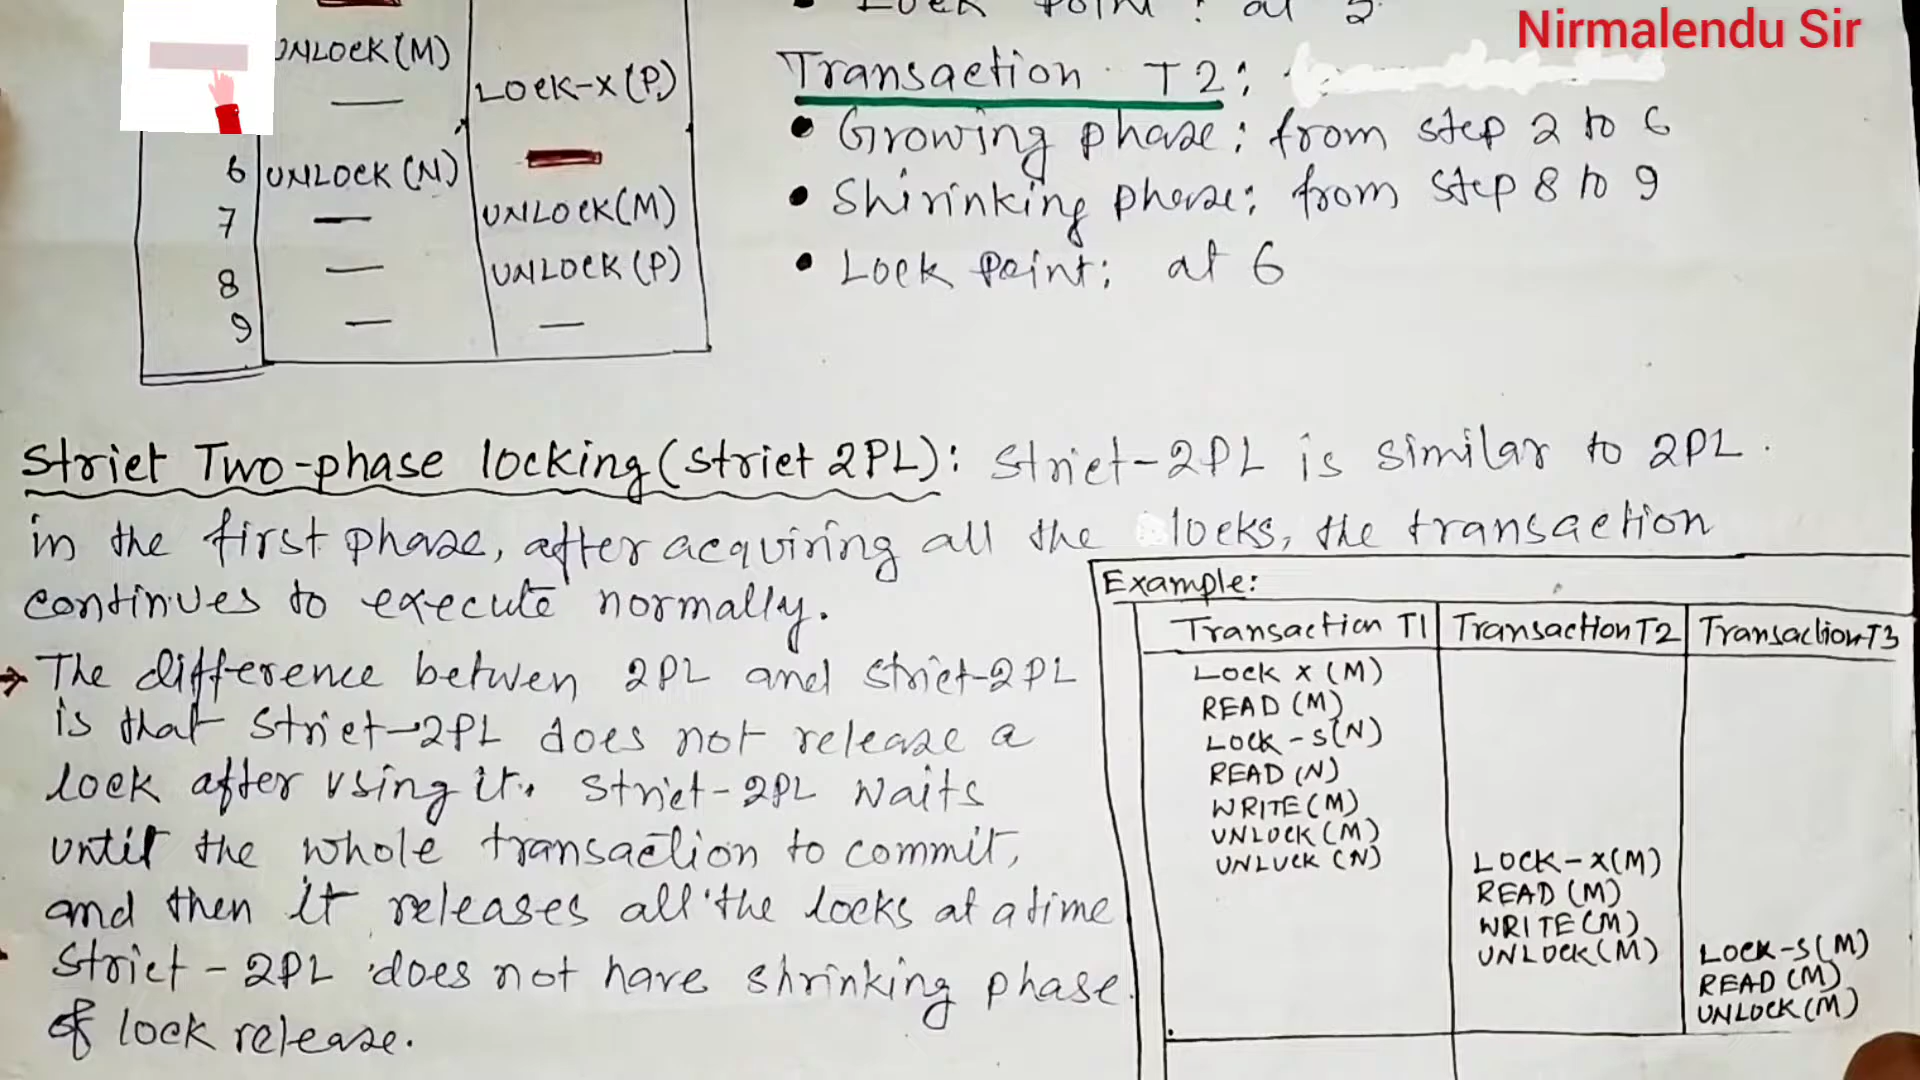 Lock Point : at 5
Nirmalendu Sir
UNLOCK (M)
—
LOCK-X (P)
6 UNLOCK (N)
7 — UNLOCK (M)
8 — UNLOCK (P)
9 — —
Transaction T2:
• Growing phase: from step 2 to 6
• Shirinking phase: from step 8 to 9
• Lock Point: at 6
Strict Two-phase locking (Strict 2PL): Strict-2PL is similar to 2PL.
in the first phase, after acquiring all the locks, the transaction
continues to execute normally.
→ The difference betwen 2PL and strict-2PL
is that Strict-2PL does not release a
lock after using it. Strict-2PL waits
until the whole transaction to commit,
and then it releases all the locks at a time
Strict-2PL does not have shrinking phase
of lock release.
Example:
Transaction T1 Transaction T2 Transaction T3
Lock X (M)
READ (M)
Lock-S(N)
READ (N)
WRITE (M)
UNLOCK (M)
UNLUCK (N)
LOCK-X(M)
READ (M)
WRITE (M)
UNLOCK (M)
LOCK-S(M)
READ (M)
UNLOCK (M)